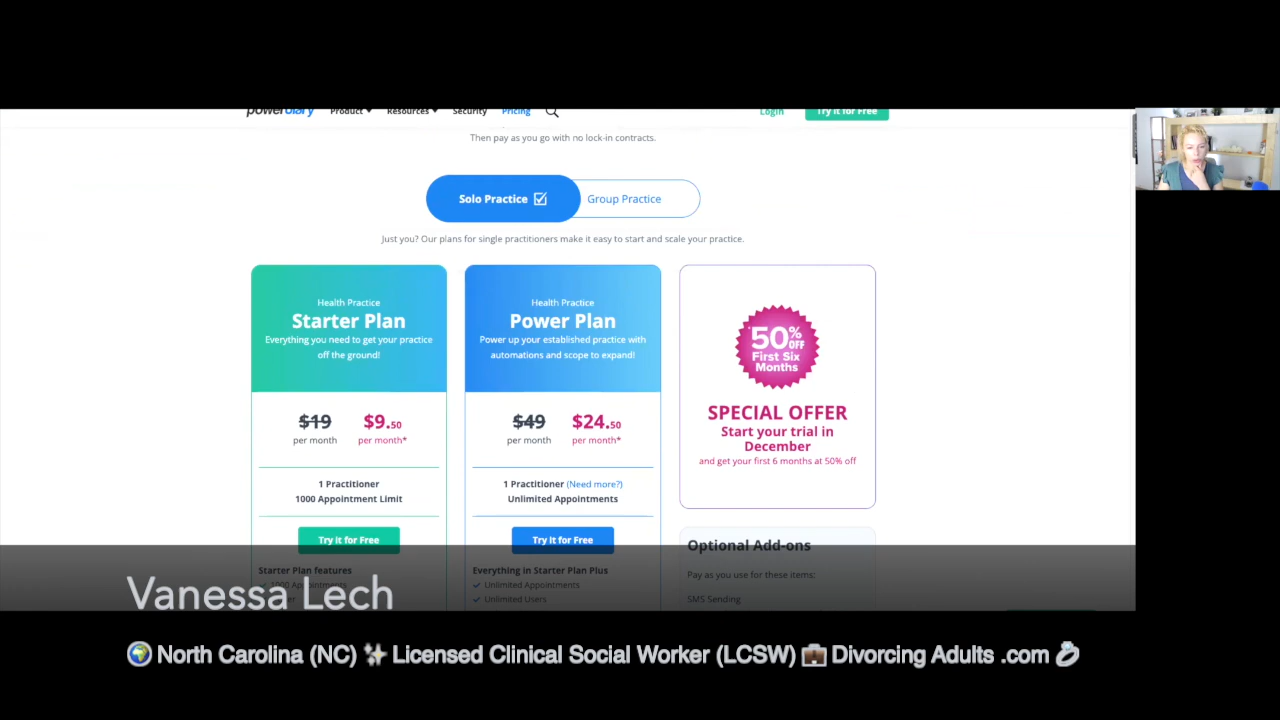 powerdiary Product Resources Security Pricing Login Try it for Free
Then pay as you go with no lock-in contracts.
Solo Practice Group Practice
Just you? Our plans for single practitioners make it easy to start and scale your practice.
Health Practice
Starter Plan
Everything you need to get your practice
off the ground!
$19 $9.50
per month per month*
1 Practitioner
1000 Appointment Limit
Try it for Free
Starter Plan features
1000 Appointments
Health Practice
Power Plan
Power up your established practice with
automations and scope to expand!
$49 $24.50
per month per month*
1 Practitioner (Need more?)
Unlimited Appointments
Try it for Free
Everything in Starter Plan Plus
Unlimited Appointments
Unlimited Users
*50% OFF
First Six
Months
SPECIAL OFFER
Start your trial in
December
and get your first 6 months at 50% off
Optional Add-ons
Pay as you use for these items:
SMS Sending
Vanessa Lech
🌍 North Carolina (NC) ✨ Licensed Clinical Social Worker (LCSW) 💼 Divorcing Adults .com 💍